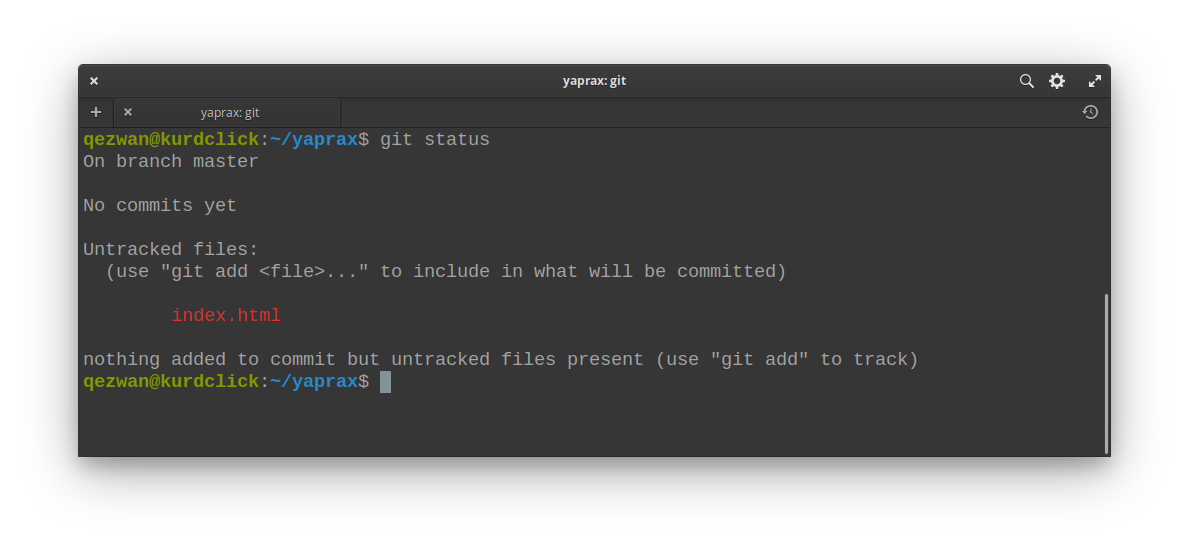 yaprax: git
yaprax: git
qezwan@kurdclick:~/yaprax$ git status
On branch master
No commits yet
Untracked files:
  (use "git add <file>..." to include in what will be committed)
        index.html
nothing added to commit but untracked files present (use "git add" to track)
qezwan@kurdclick:~/yaprax$